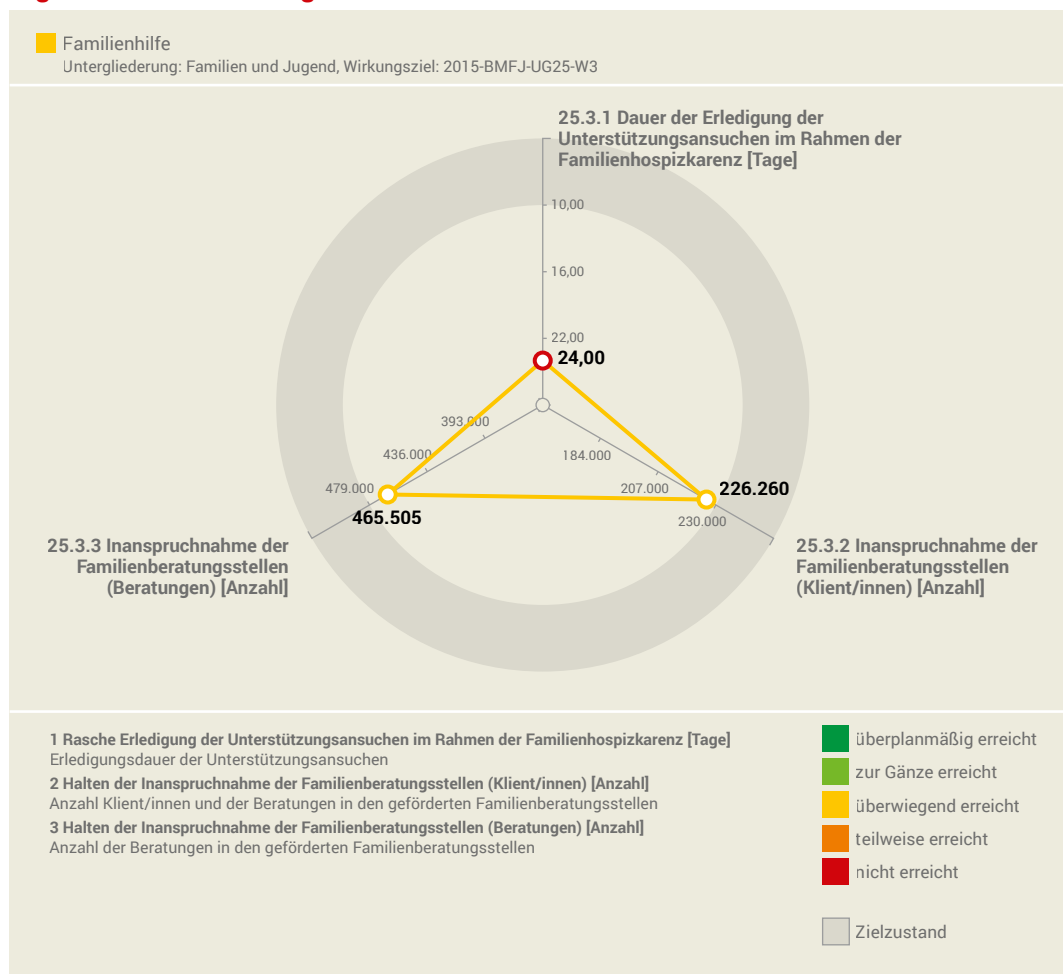 Familienhilfe
Untergliederung: Familien und Jugend, Wirkungsziel: 2015-BMFJ-UG25-W3
25.3.1 Dauer der Erledigung der
Unterstützungsansuchen im Rahmen der
Familienhospizkarenz [Tage]
10,00
16,00
22,00
24,00
393.000
436.000
479.000
465.505
184.000
207.000
226.260
230.000
25.3.3 Inanspruchnahme der
Familienberatungsstellen
(Beratungen) [Anzahl]
25.3.2 Inanspruchnahme der
Familienberatungsstellen
(Klient/innen) [Anzahl]
1 Rasche Erledigung der Unterstützungsansuchen im Rahmen der Familienhospizkarenz [Tage]
Erledigungsdauer der Unterstützungsansuchen
2 Halten der Inanspruchnahme der Familienberatungsstellen (Klient/innen) [Anzahl]
Anzahl Klient/innen und der Beratungen in den geförderten Familienberatungsstellen
3 Halten der Inanspruchnahme der Familienberatungsstellen (Beratungen) [Anzahl]
Anzahl der Beratungen in den geförderten Familienberatungsstellen
überplanmäßig erreicht
zur Gänze erreicht
überwiegend erreicht
teilweise erreicht
nicht erreicht
Zielzustand